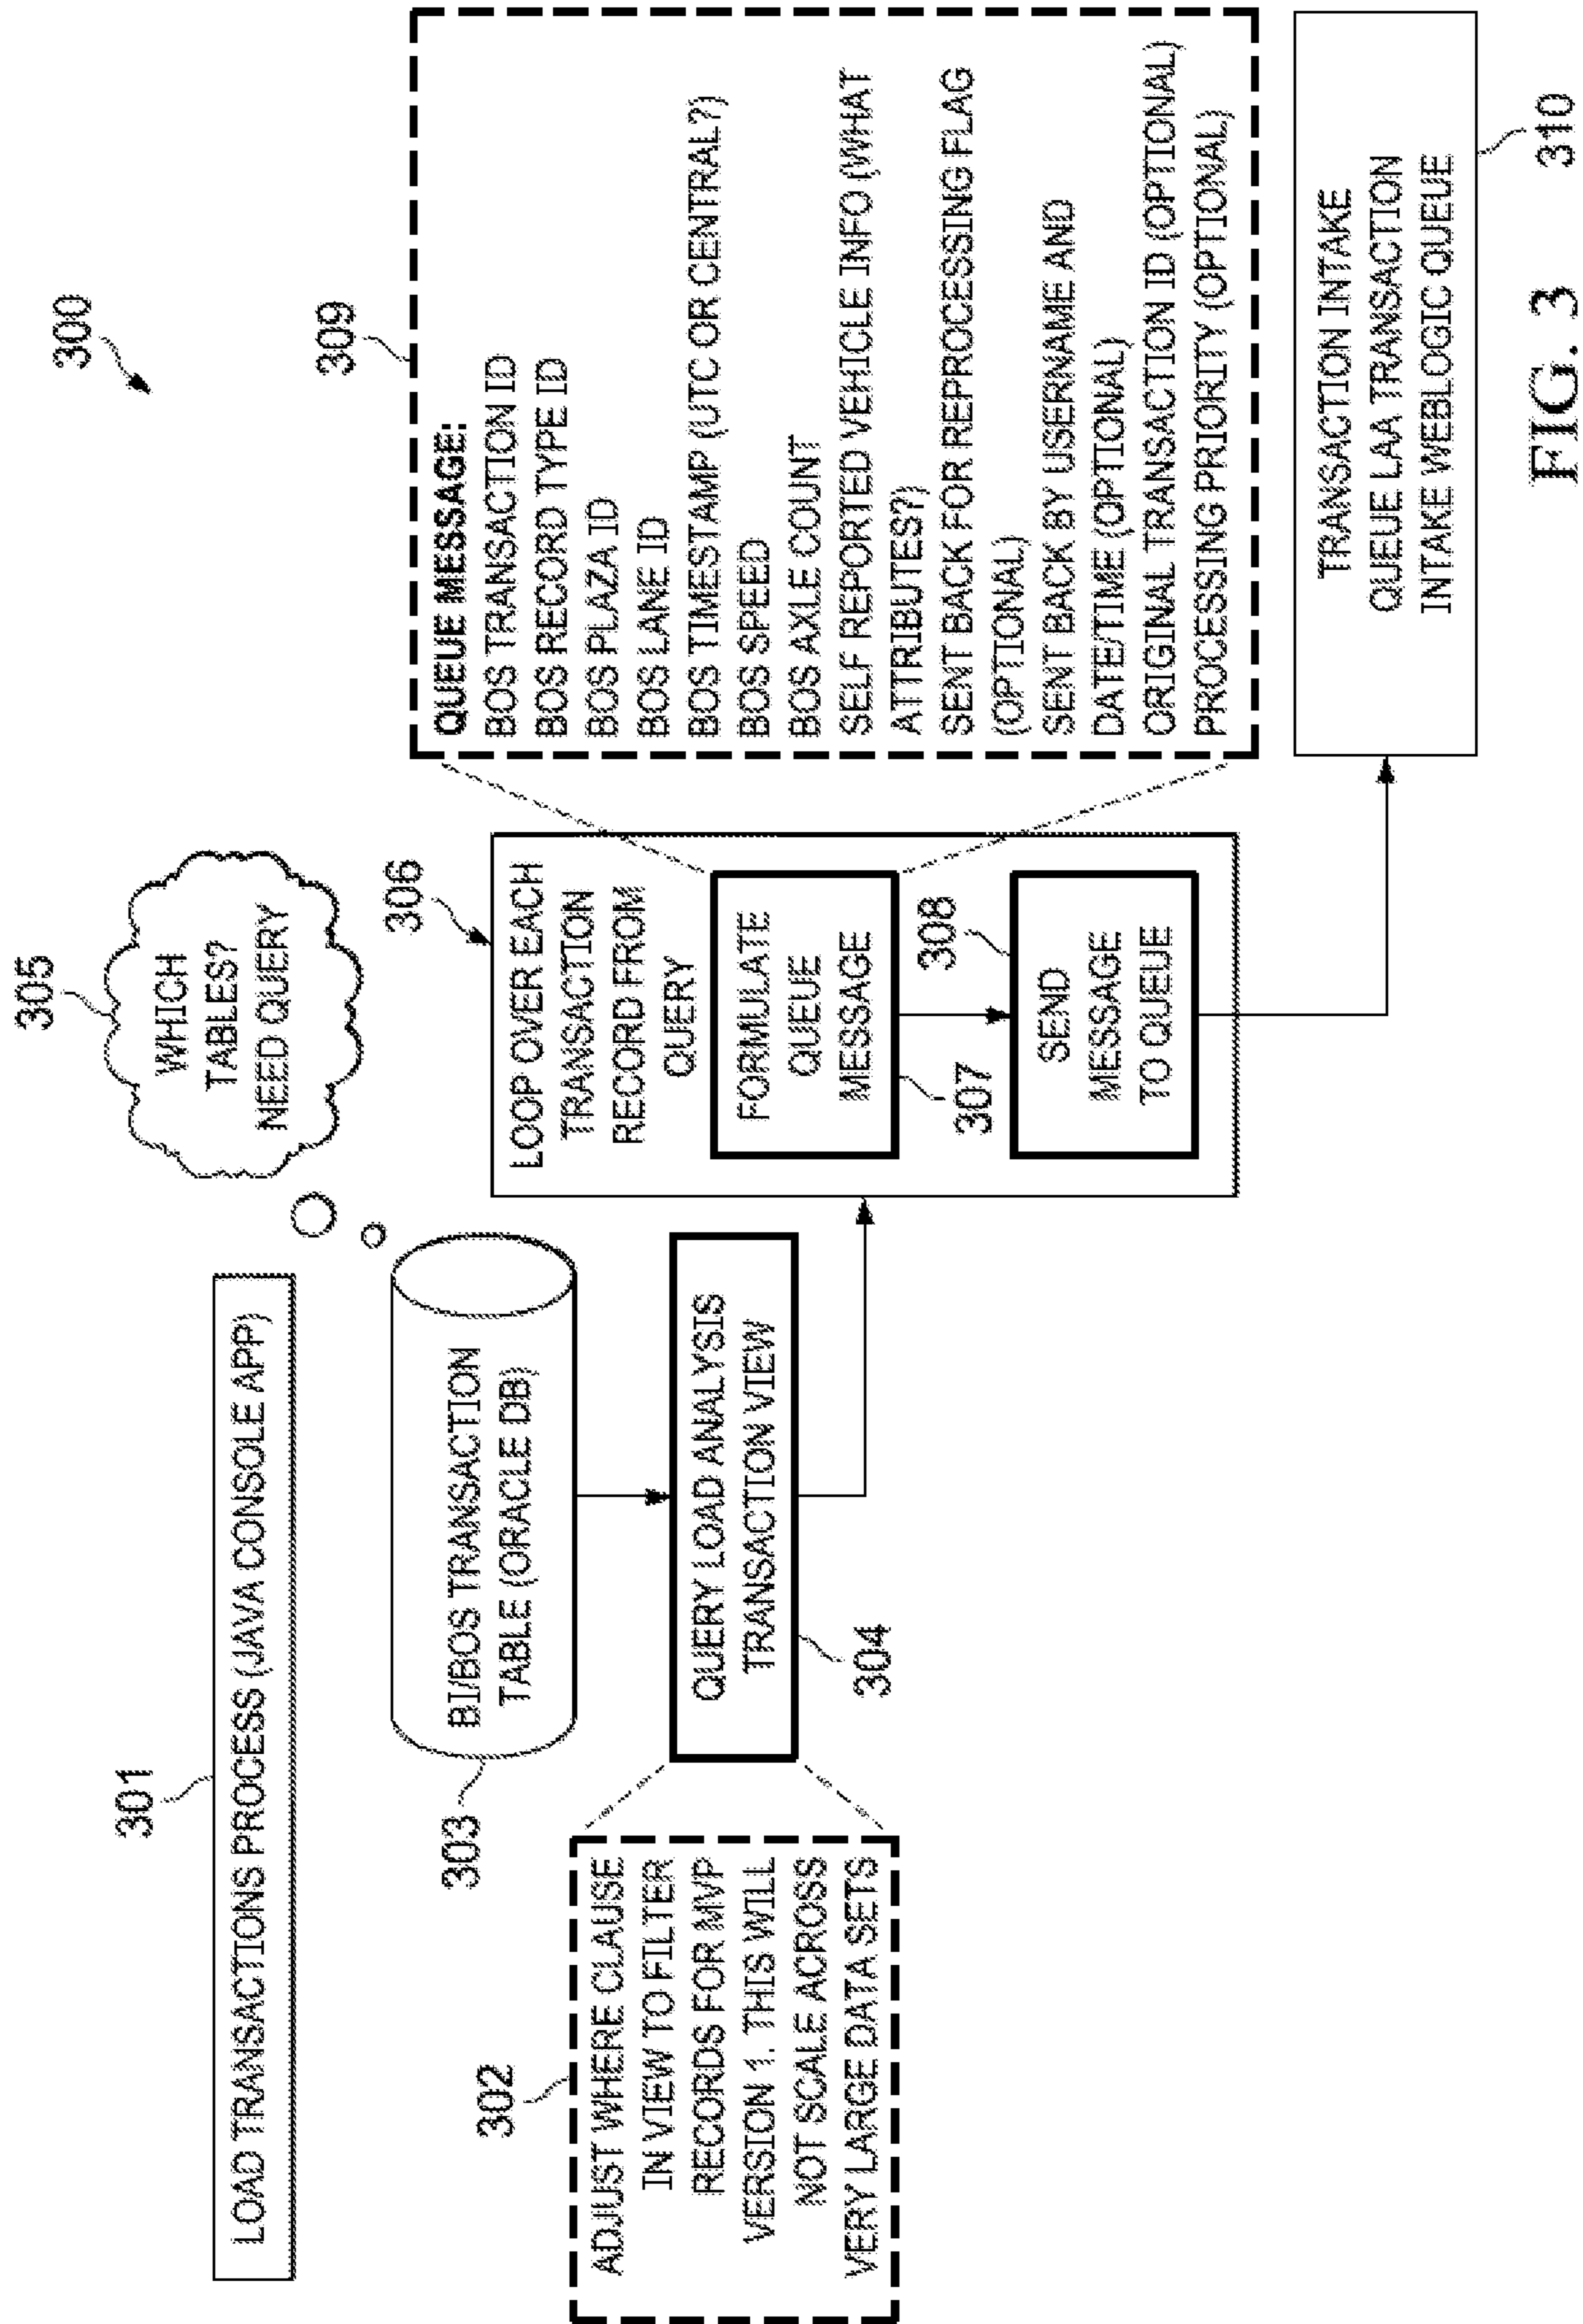 300
301
LOAD TRANSACTIONS PROCESS (JAVA CONSOLE APP)
302
ADJUST WHERE CLAUSE
IN VIEW TO FILTER
RECORDS FOR MVP
VERSION 1. THIS WILL
NOT SCALE ACROSS
VERY LARGE DATA SETS
303
BI/BOS TRANSACTION
TABLE (ORACLE DB)
QUERY LOAD ANALYSIS
TRANSACTION VIEW
304
305
WHICH
TABLES?
NEED QUERY
306
LOOP OVER EACH
TRANSACTION
RECORD FROM
QUERY
FORMULATE
QUEUE
MESSAGE
307
308
SEND
MESSAGE
TO QUEUE
309
QUEUE MESSAGE:
BOS TRANSACTION ID
BOS RECORD TYPE ID
BOS PLAZA ID
BOS LANE ID
BOS TIMESTAMP (UTC OR CENTRAL?)
BOS SPEED
BOS AXLE COUNT
SELF REPORTED VEHICLE INFO (WHAT
ATTRIBUTES?)
SENT BACK FOR REPROCESSING FLAG
(OPTIONAL)
SENT BACK BY USERNAME AND
DATE/TIME (OPTIONAL)
ORIGINAL TRANSACTION ID (OPTIONAL)
PROCESSING PRIORITY (OPTIONAL)
TRANSACTION INTAKE
QUEUE LAA TRANSACTION
INTAKE WEBLOGIC QUEUE
310
FIG. 3